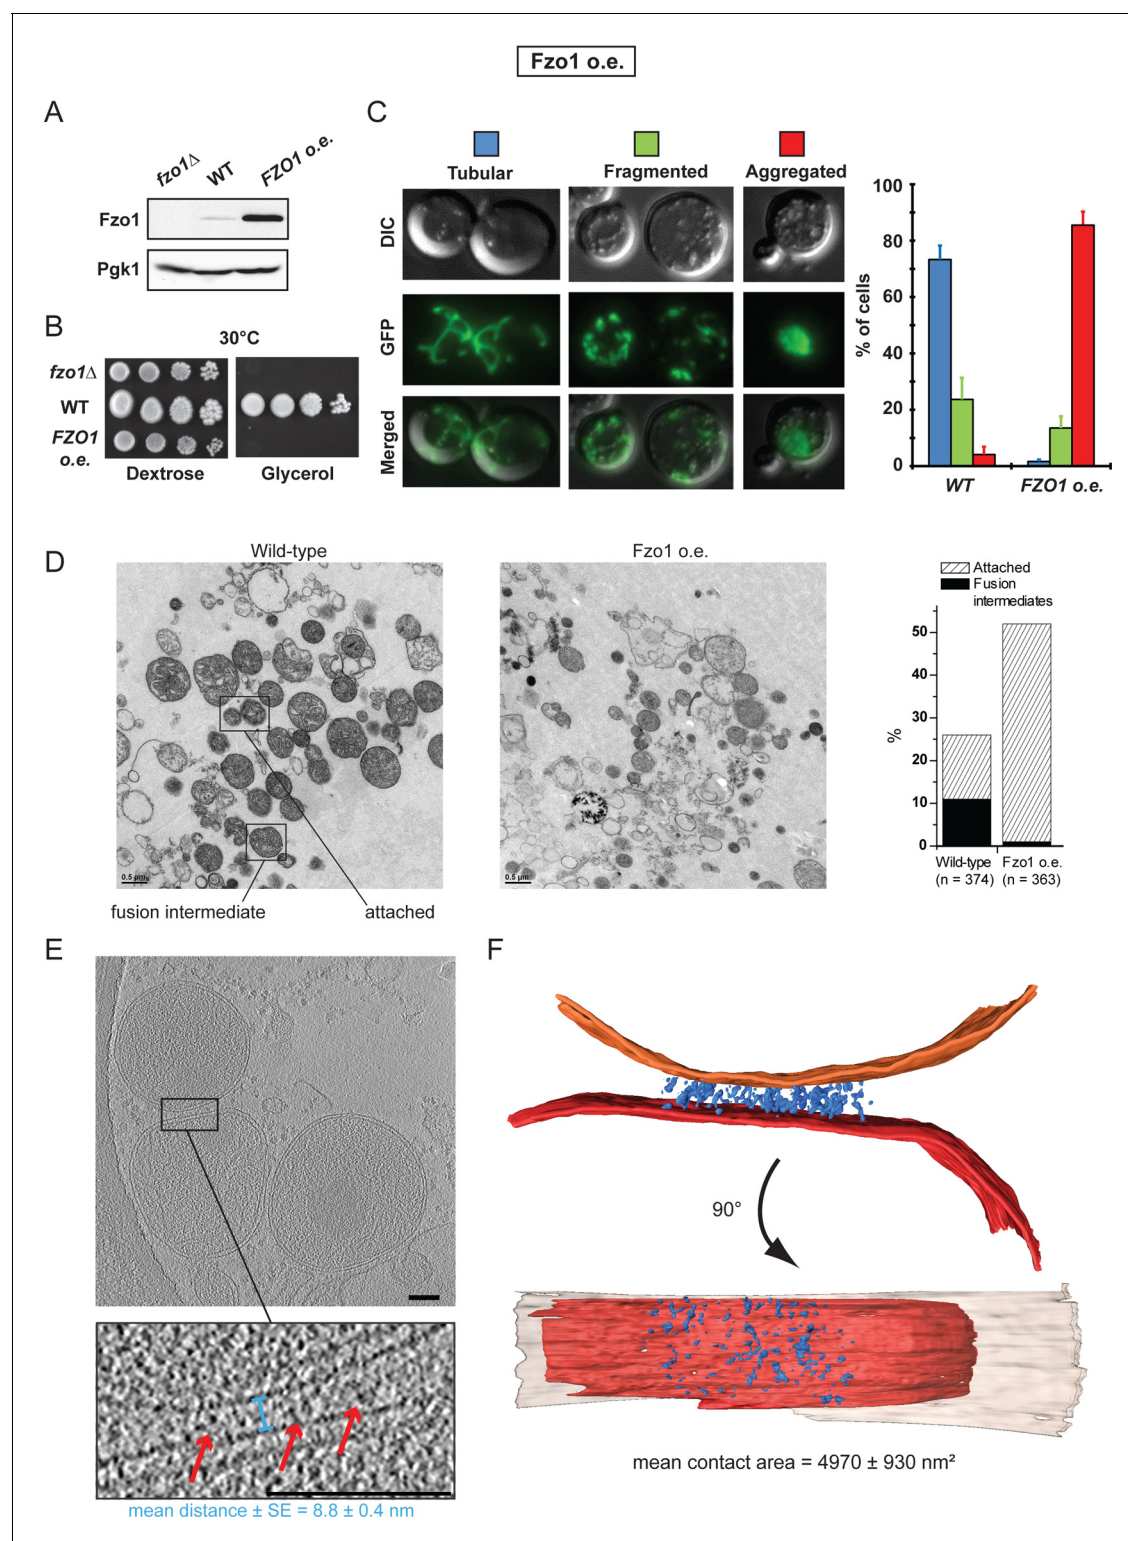 Fzo1 o.e.
A
fzo1Δ
WT
FZO1 o.e.
Fzo1
Pgk1
B
30°C
fzo1Δ
WT
FZO1
o.e.
Dextrose
Glycerol
C
Tubular
Fragmented
Aggregated
DIC
GFP
Merged
% of cells
100
80
60
40
20
0
WT
FZO1 o.e.
D
Wild-type
Fzo1 o.e.
0.5 µm
0.5 µm
fusion intermediate
attached
Attached
Fusion
intermediates
%
50
40
30
20
10
0
Wild-type
(n = 374)
Fzo1 o.e.
(n = 363)
E
mean distance ± SE = 8.8 ± 0.4 nm
F
90°
mean contact area = 4970 ± 930 nm²